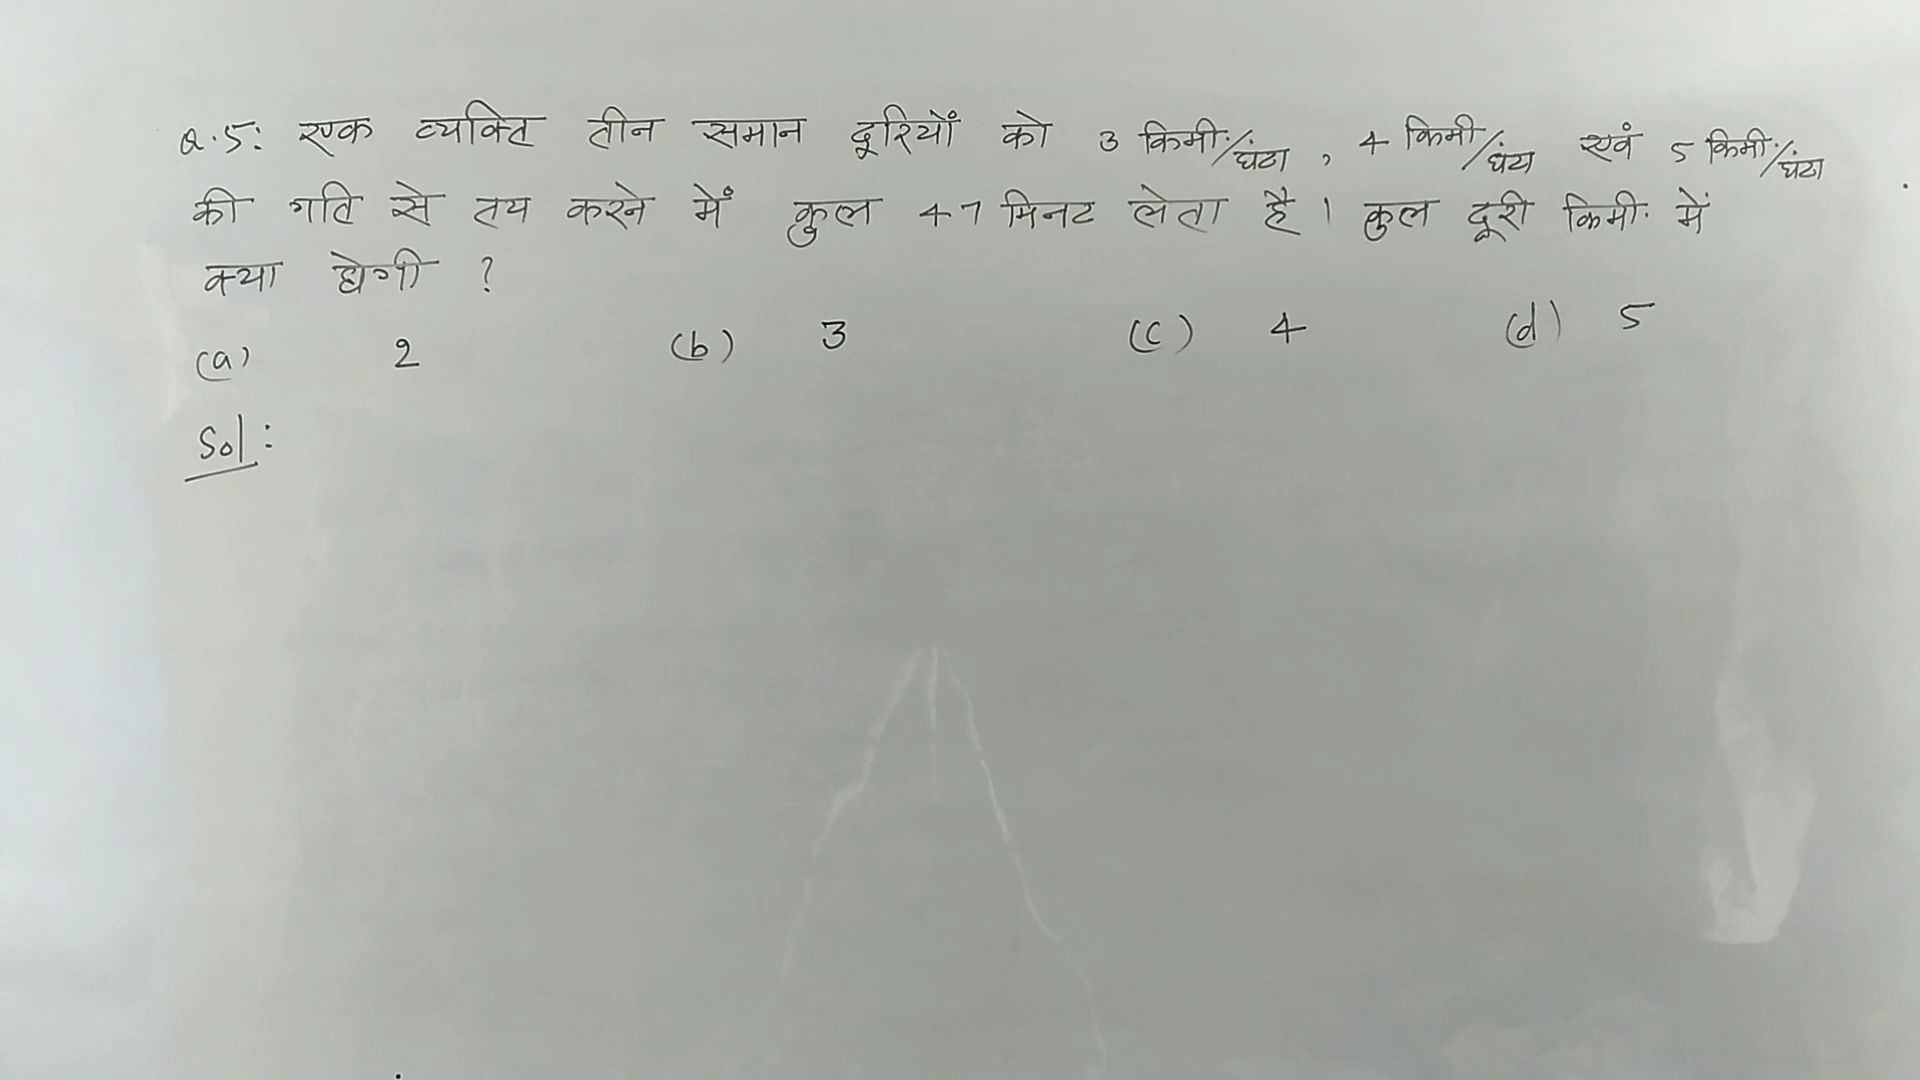 Q.5: एक व्यक्ति तीन समान दूरियों को 3 किमी./घंटा, 4 किमी/घंटा एवं 5 किमी./घंटा
की गति से तय करने में कुल 47 मिनट लेता है। कुल दूरी किमी. में
क्या होगी ?
(a) 2 (b) 3 (c) 4 (d) 5
Sol: